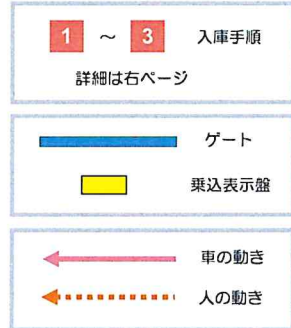 1 ～ 3 入庫手順
詳細は右ページ
ゲート
乗込表示盤
車の動き
人の動き